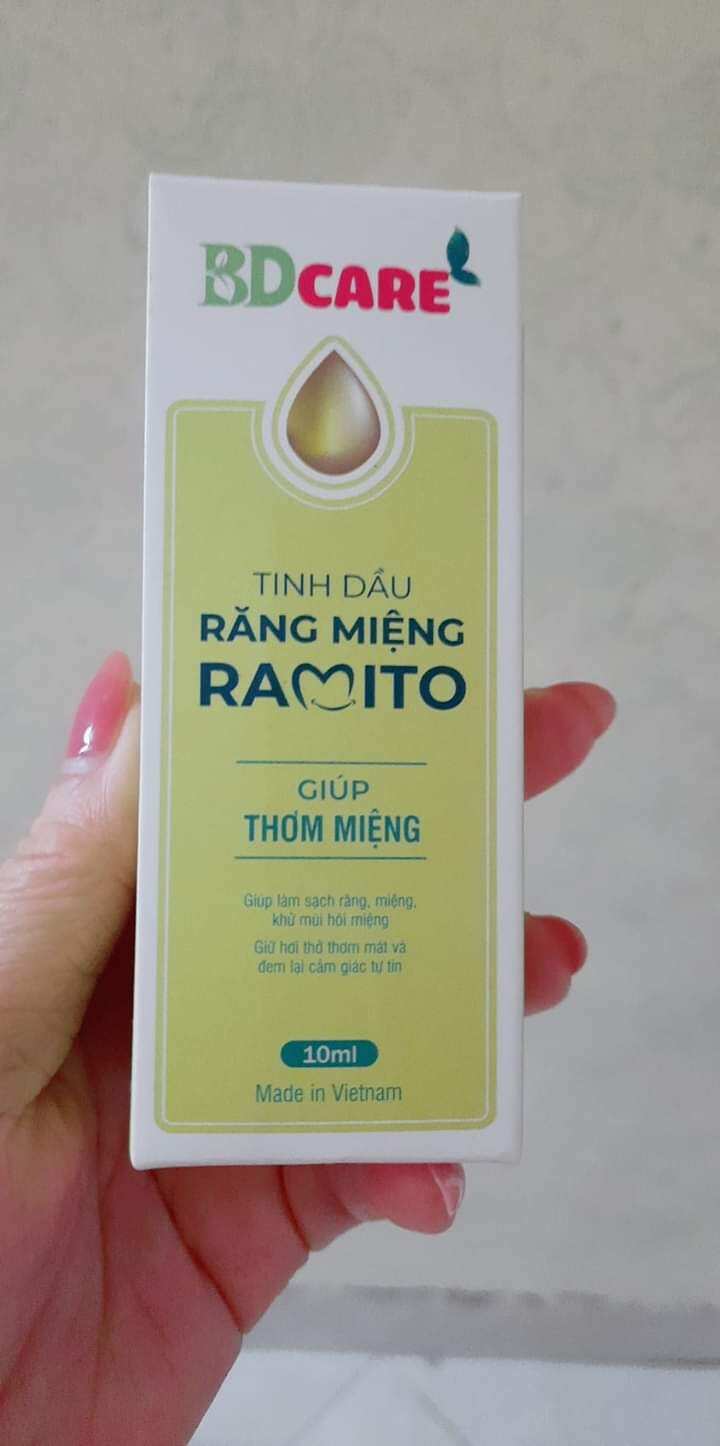 BDCARE
TINH DẦU
RĂNG MIỆNG
RAMITO
GIÚP
THƠM MIỆNG
Giúp làm sạch răng, miệng,
khử mùi hôi miệng
Giữ hơi thở thơm mát và
đem lại cảm giác tự tin
10ml
Made in Vietnam